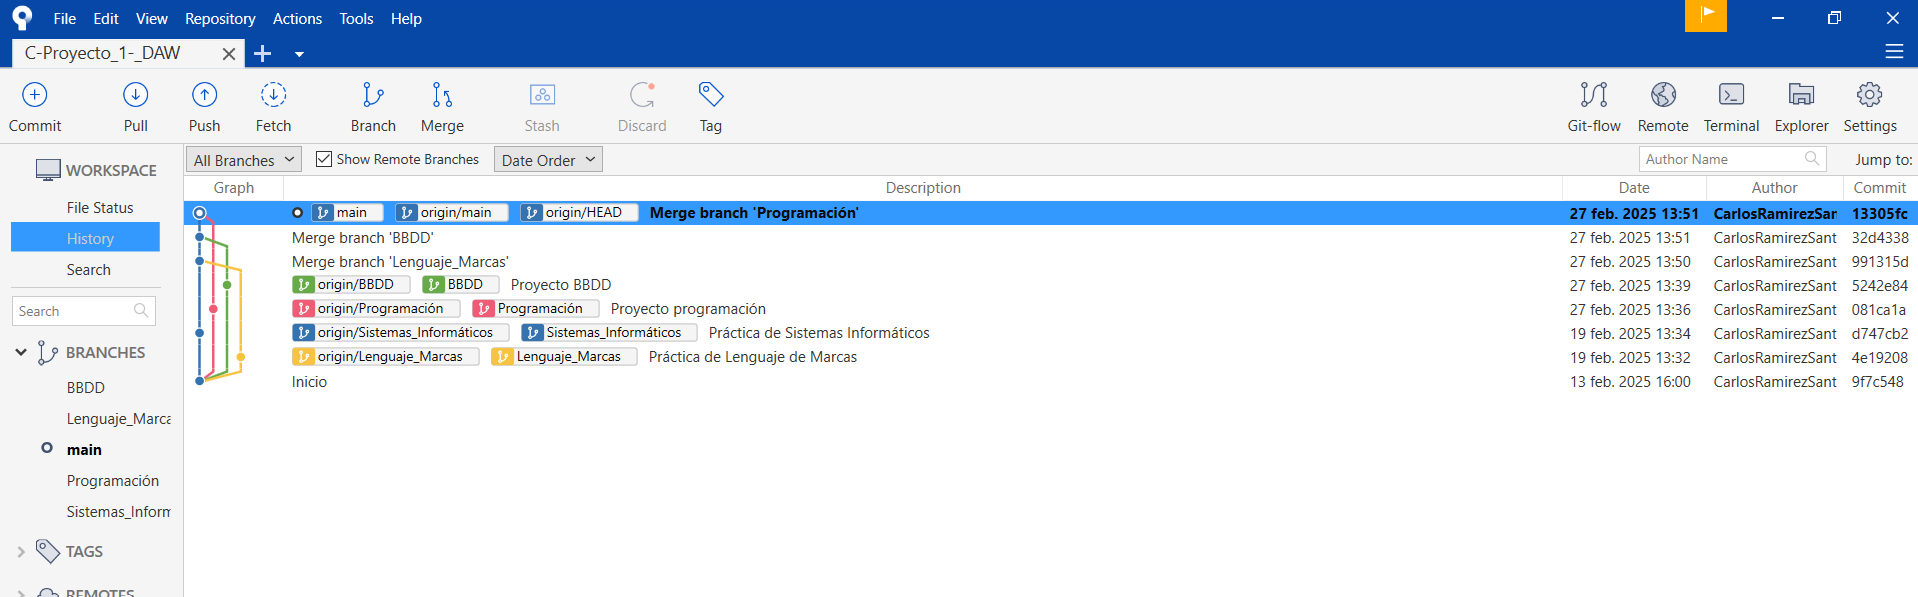 File Edit View Repository Actions Tools Help
C-Proyecto_1-_DAW
Commit Pull Push Fetch Branch Merge Stash Discard Tag Git-flow Remote Terminal Explorer Settings
All Branches Show Remote Branches Date Order Author Name Jump to:
WORKSPACE
File Status
History
Search
Search
BRANCHES
BBDD
Lenguaje_Marca
main
Programación
Sistemas_Inform
TAGS
REMOTES
Graph Description Date Author Commit
main origin/main origin/HEAD Merge branch 'Programación' 27 feb. 2025 13:51 CarlosRamirezSan 13305fc
Merge branch 'BBDD' 27 feb. 2025 13:51 CarlosRamirezSant 32d4338
Merge branch 'Lenguaje_Marcas' 27 feb. 2025 13:50 CarlosRamirezSant 991315d
origin/BBDD BBDD Proyecto BBDD 27 feb. 2025 13:39 CarlosRamirezSant 5242e84
origin/Programación Programación Proyecto programación 27 feb. 2025 13:36 CarlosRamirezSant 081ca1a
origin/Sistemas_Informáticos Sistemas_Informáticos Práctica de Sistemas Informáticos 19 feb. 2025 13:34 CarlosRamirezSant d747cb2
origin/Lenguaje_Marcas Lenguaje_Marcas Práctica de Lenguaje de Marcas 19 feb. 2025 13:32 CarlosRamirezSant 4e19208
Inicio 13 feb. 2025 16:00 CarlosRamirezSant 9f7c548